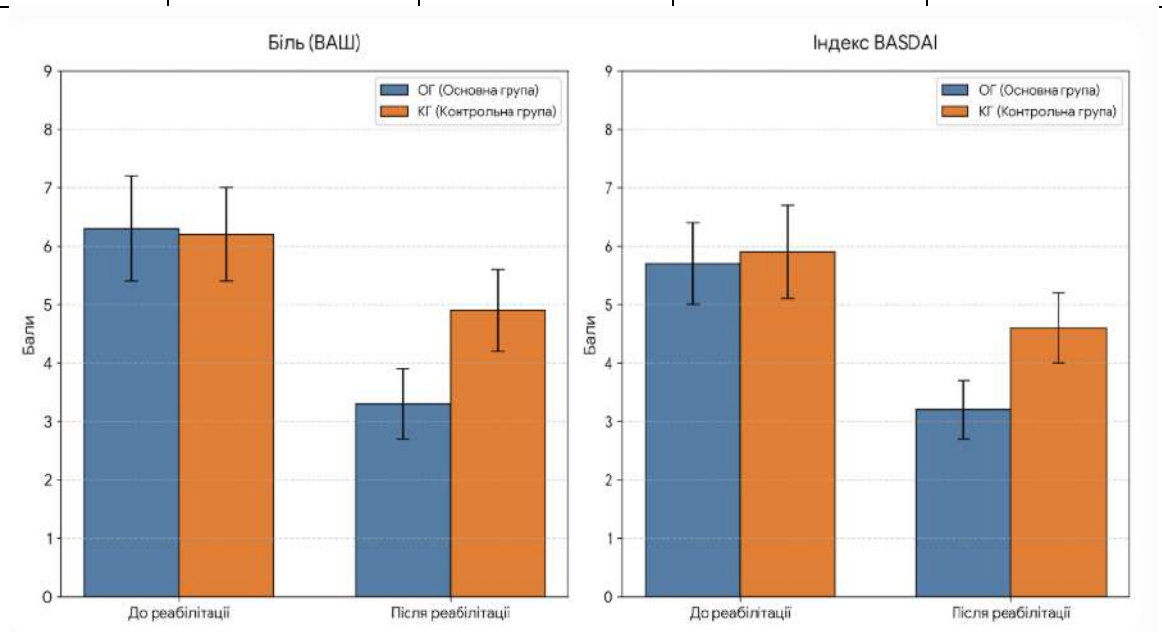 Біль (ВАШ)
9
8
7
6
5
4
3
2
1
0
Бали
ОГ (Основна група)
КГ (Контрольна група)
До реабілітації
Після реабілітації
Індекс BASDAI
9
8
7
6
5
4
3
2
1
0
Бали
ОГ (Основна група)
КГ (Контрольна група)
До реабілітації
Після реабілітації